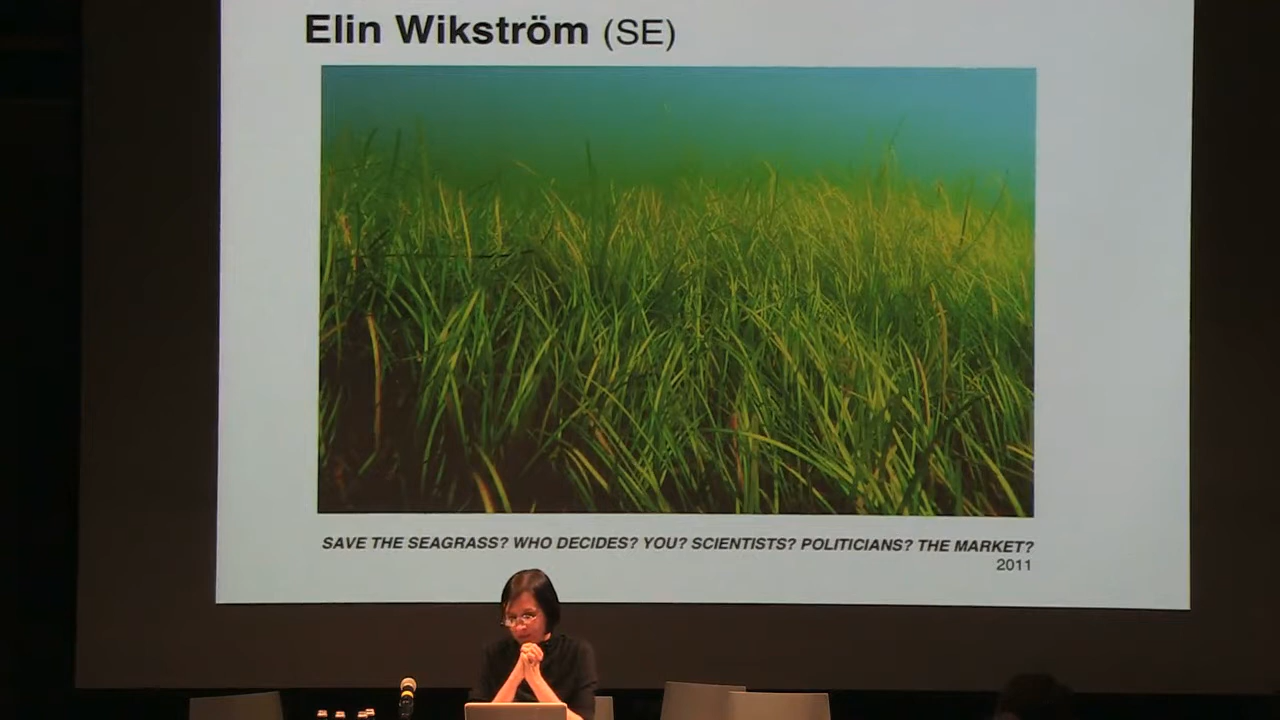 Elin Wikström (SE)
SAVE THE SEAGRASS? WHO DECIDES? YOU? SCIENTISTS? POLITICIANS? THE MARKET?
2011